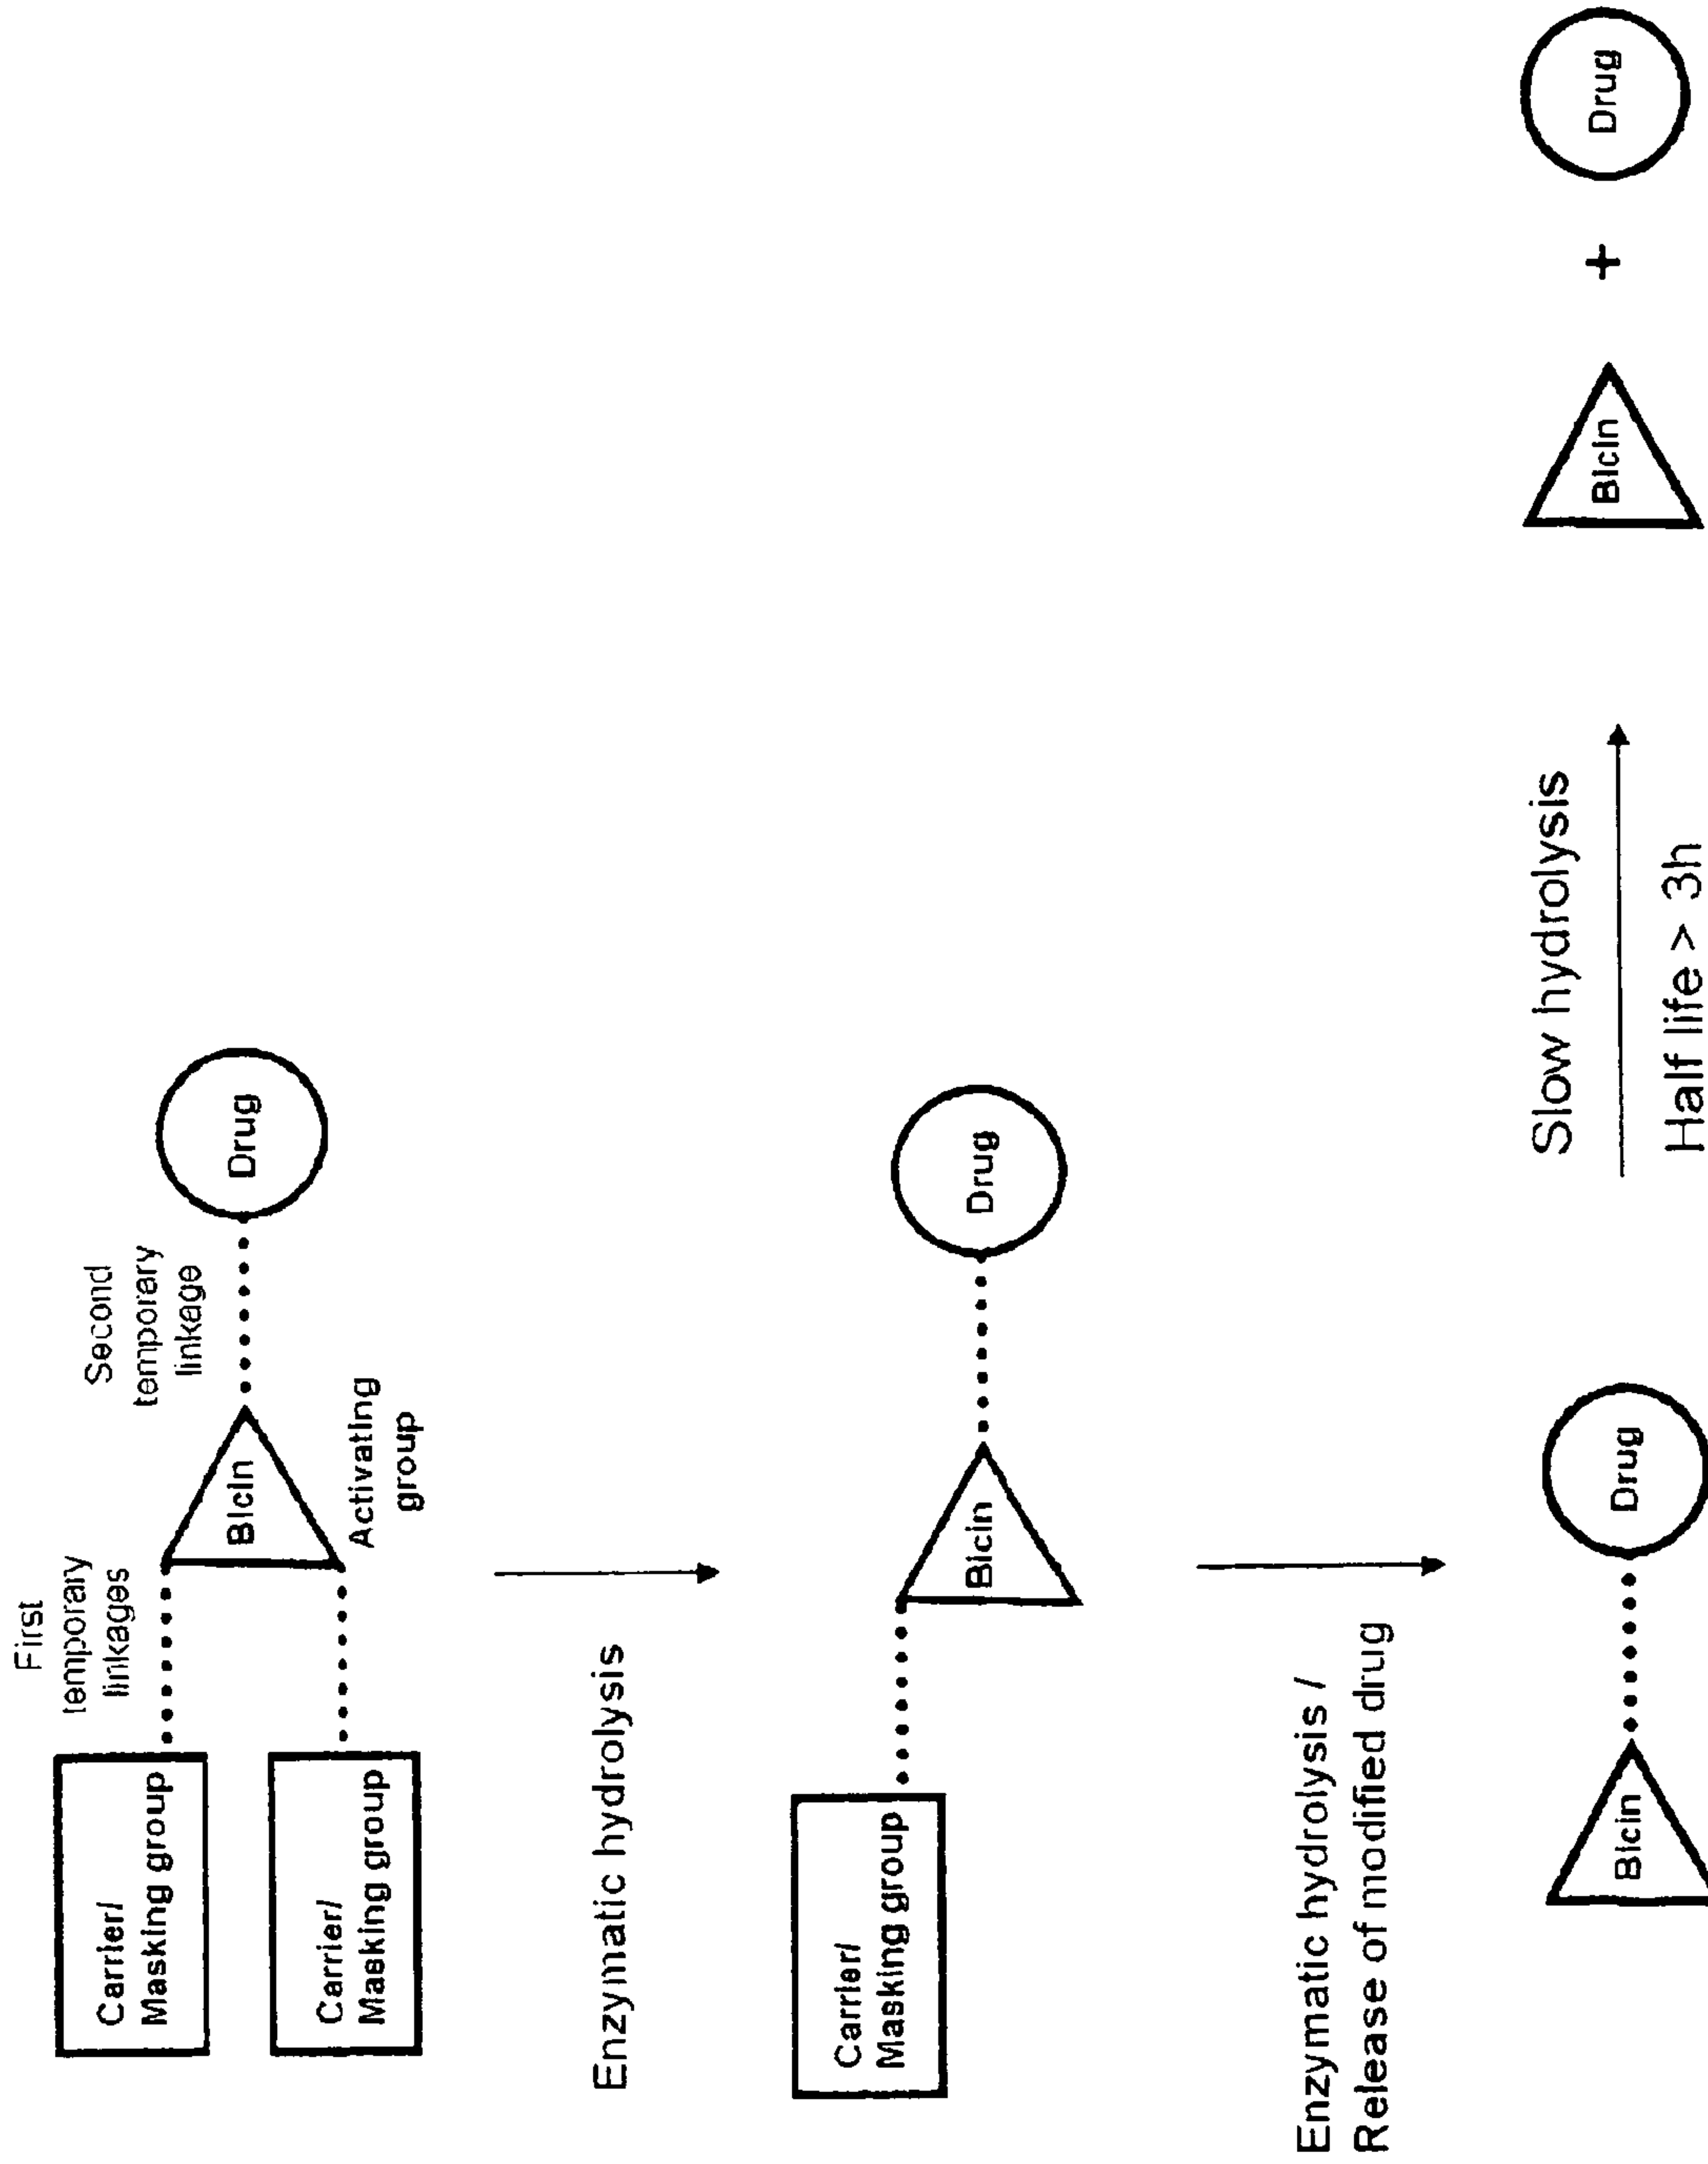 First
temporary
linkages
Second
temporary
linkage
Carrier/
Masking group
Bicin
Drug
Carrier/
Masking group
Activating
group
Enzymatic hydrolysis
Carrier/
Masking group
Bicin
Drug
Enzymatic hydrolysis /
Release of modified drug
Bicin
Drug
Slow hydrolysis
Half life > 3h
Bicin
+
Drug